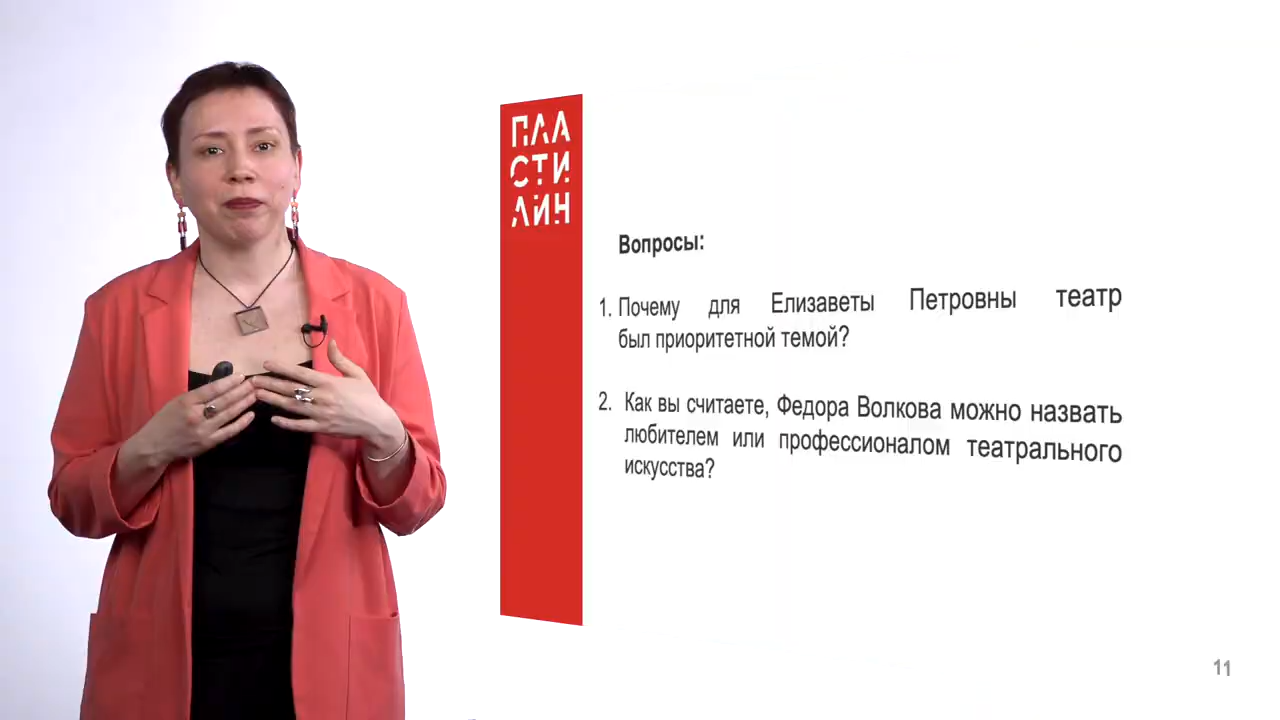 ПЛА
СТИ
ЛИН
Вопросы:
1. Почему для Елизаветы Петровны театр
был приоритетной темой?
2. Как вы считаете, Федора Волкова можно назвать
любителем или профессионалом театрального
искусства?
11